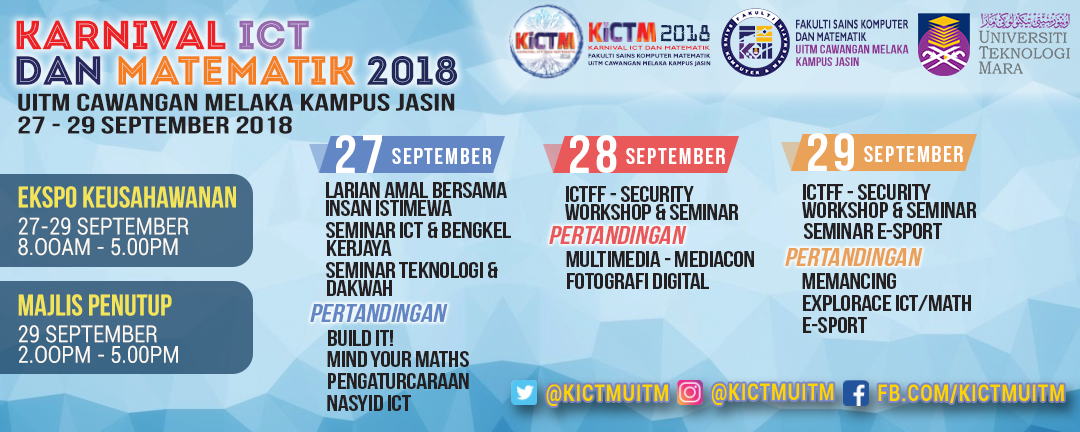 KARNIVAL ICT
DAN MATEMATIK 2018
UITM CAWANGAN MELAKA KAMPUS JASIN
27 - 29 SEPTEMBER 2018
KiCTM
KiCTM 2018
KARNIVAL ICT DAN MATEMATIK
FAKULTI SAINS KOMPUTER DAN MATEMATIK
UITM CAWANGAN MELAKA KAMPUS JASIN
FAKULTI SAINS KOMPUTER
DAN MATEMATIK
UITM CAWANGAN MELAKA
KAMPUS JASIN
UNIVERSITI
TEKNOLOGI
MARA
EKSPO KEUSAHAWANAN
27-29 SEPTEMBER
8.00AM - 5.00PM
MAJLIS PENUTUP
29 SEPTEMBER
2.00PM - 5.00PM
27 SEPTEMBER
LARIAN AMAL BERSAMA
INSAN ISTIMEWA
SEMINAR ICT & BENGKEL
KERJAYA
SEMINAR TEKNOLOGI &
DAKWAH
PERTANDINGAN
BUILD IT!
MIND YOUR MATHS
PENGATURCARAAN
NASYID ICT
28 SEPTEMBER
ICTFF - SECURITY
WORKSHOP & SEMINAR
PERTANDINGAN
MULTIMEDIA - MEDIACON
FOTOGRAFI DIGITAL
29 SEPTEMBER
ICTFF - SECURITY
WORKSHOP & SEMINAR
SEMINAR E-SPORT
PERTANDINGAN
MEMANCING
EXPLORACE ICT/MATH
E-SPORT
@KICTMUITM
@KICTMUITM
FB.COM/KICTMUITM